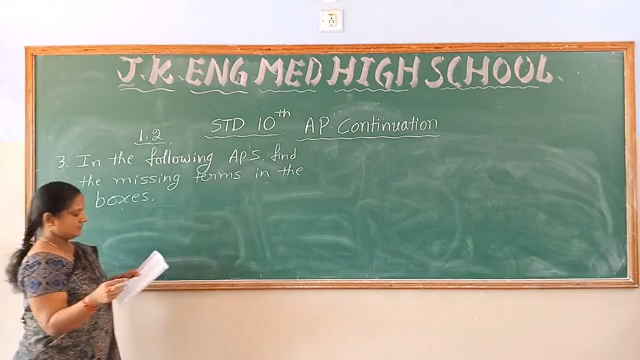 J.K. ENG MED HIGH SCHOOL.
STD 10th AP. Continuation
1.2
3. In the following AP's, find
the missing terms in the
boxes.